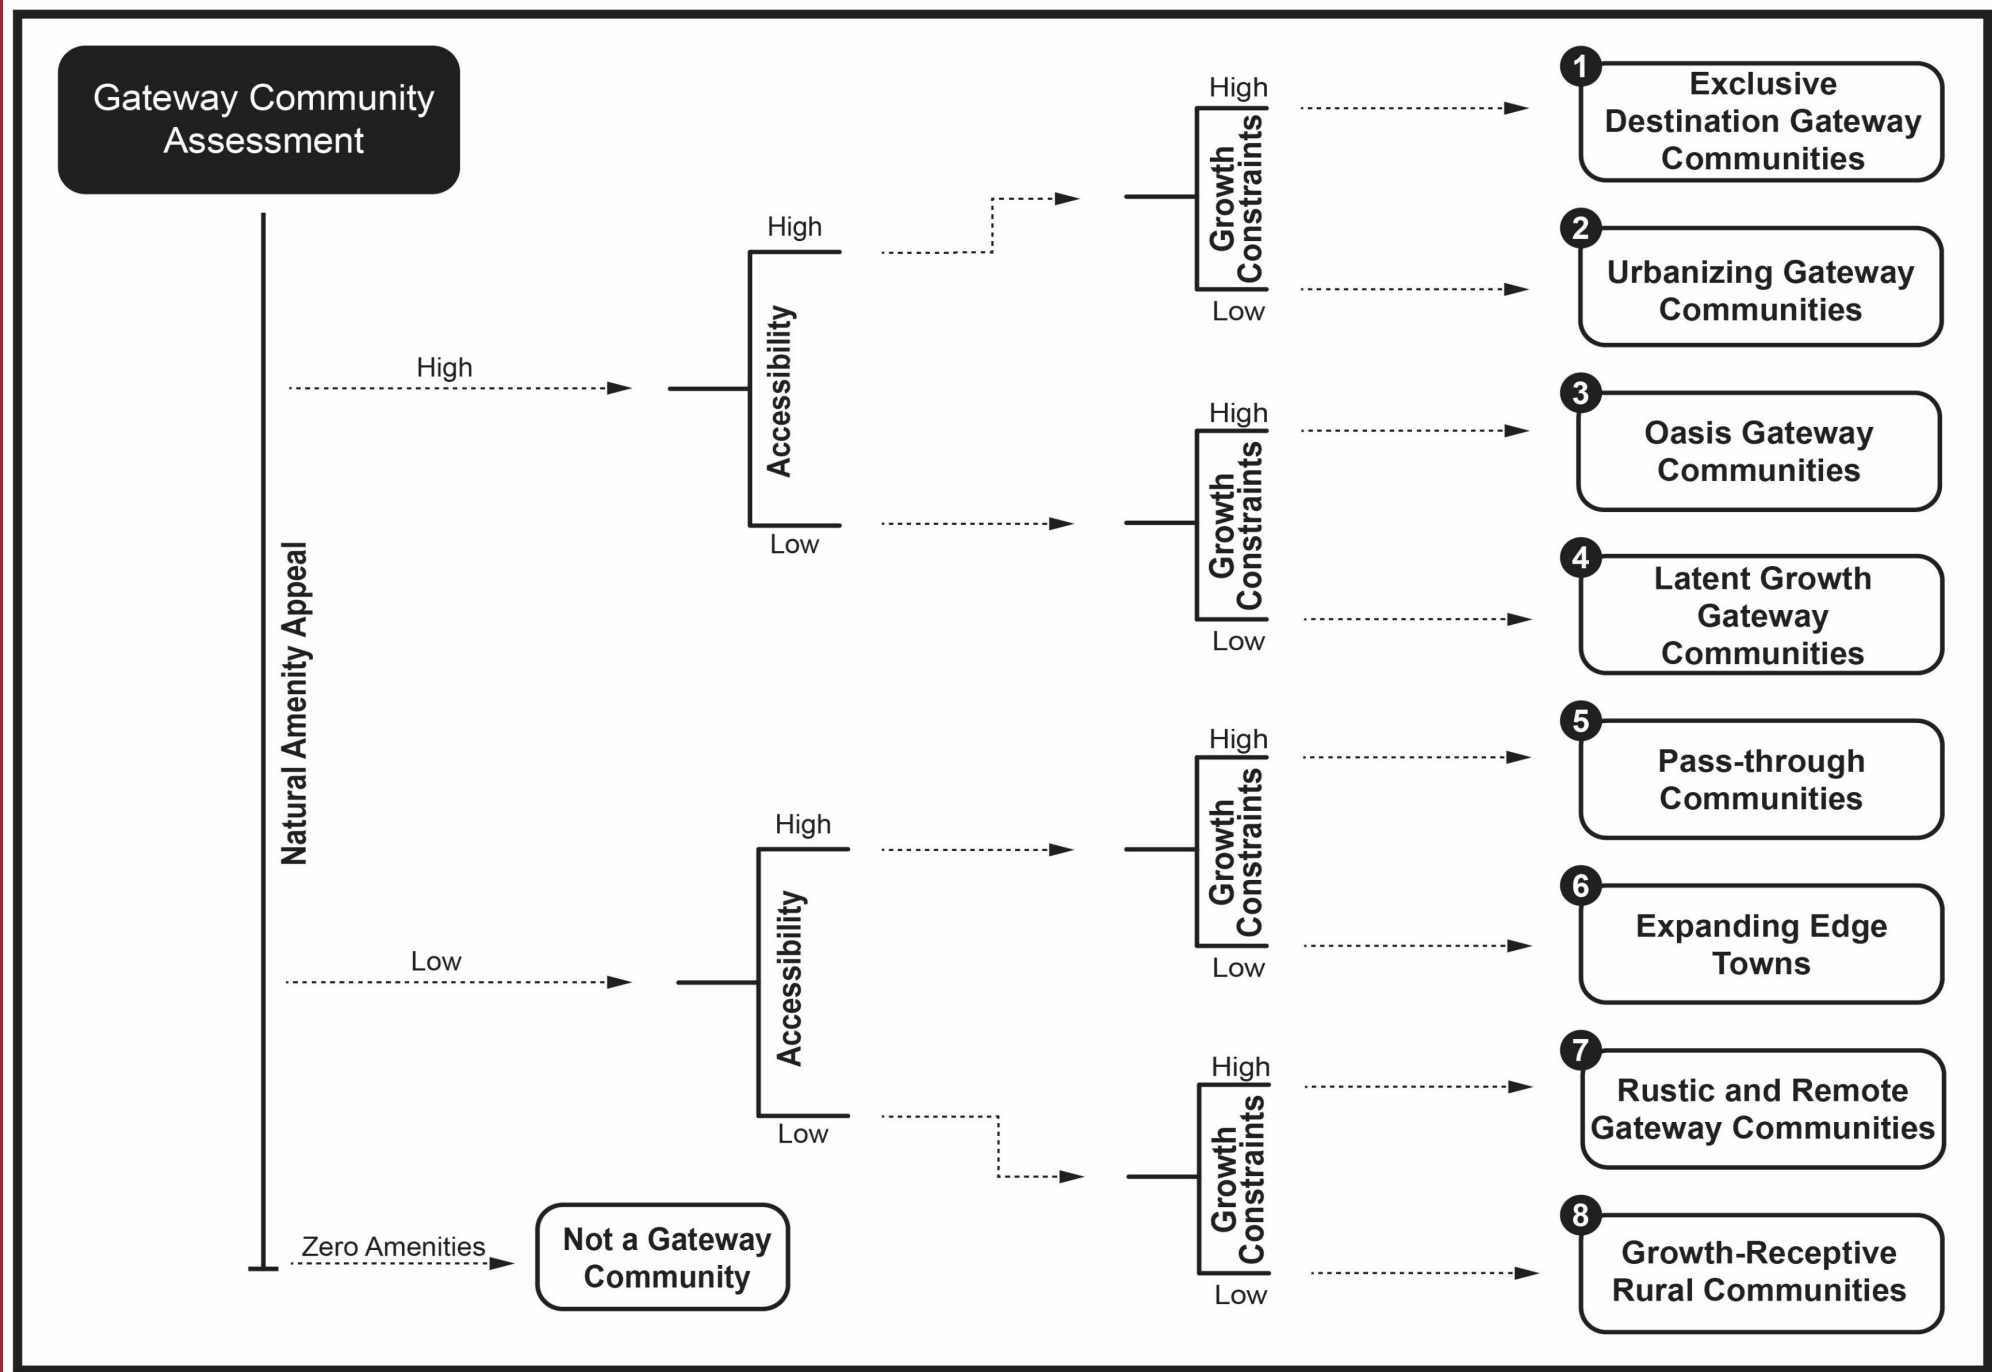 Gateway Community
Assessment
Natural Amenity Appeal
High
Accessibility
High
Growth
Constraints
High
1
Exclusive
Destination Gateway
Communities
Low
2
Urbanizing Gateway
Communities
Low
Growth
Constraints
High
3
Oasis Gateway
Communities
Low
4
Latent Growth
Gateway
Communities
Low
Accessibility
High
Growth
Constraints
High
5
Pass-through
Communities
Low
6
Expanding Edge
Towns
Low
Growth
Constraints
High
7
Rustic and Remote
Gateway Communities
Low
8
Growth-Receptive
Rural Communities
Zero Amenities
Not a Gateway
Community